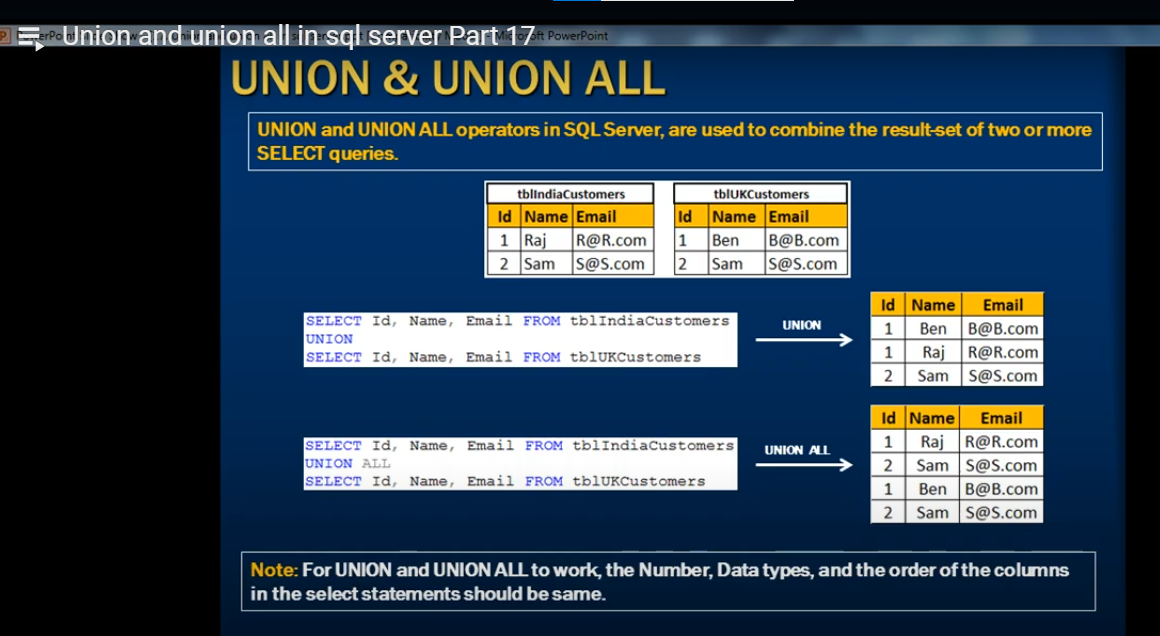 Union and union all in sql server Part 17
soft PowerPoint
UNION & UNION ALL
UNION and UNION ALL operators in SQL Server, are used to combine the result-set of two or more
SELECT queries.
tblIndiaCustomers
Id Name Email
1 Raj R@R.com
2 Sam S@S.com
tblUKCustomers
Id Name Email
1 Ben B@B.com
2 Sam S@S.com
SELECT Id, Name, Email FROM tblIndiaCustomers
UNION
SELECT Id, Name, Email FROM tblUKCustomers
UNION
Id Name Email
1 Ben B@B.com
1 Raj R@R.com
2 Sam S@S.com
SELECT Id, Name, Email FROM tblIndiaCustomers
UNION ALL
SELECT Id, Name, Email FROM tblUKCustomers
UNION ALL
Id Name Email
1 Raj R@R.com
2 Sam S@S.com
1 Ben B@B.com
2 Sam S@S.com
Note: For UNION and UNION ALL to work, the Number, Data types, and the order of the columns
in the select statements should be same.